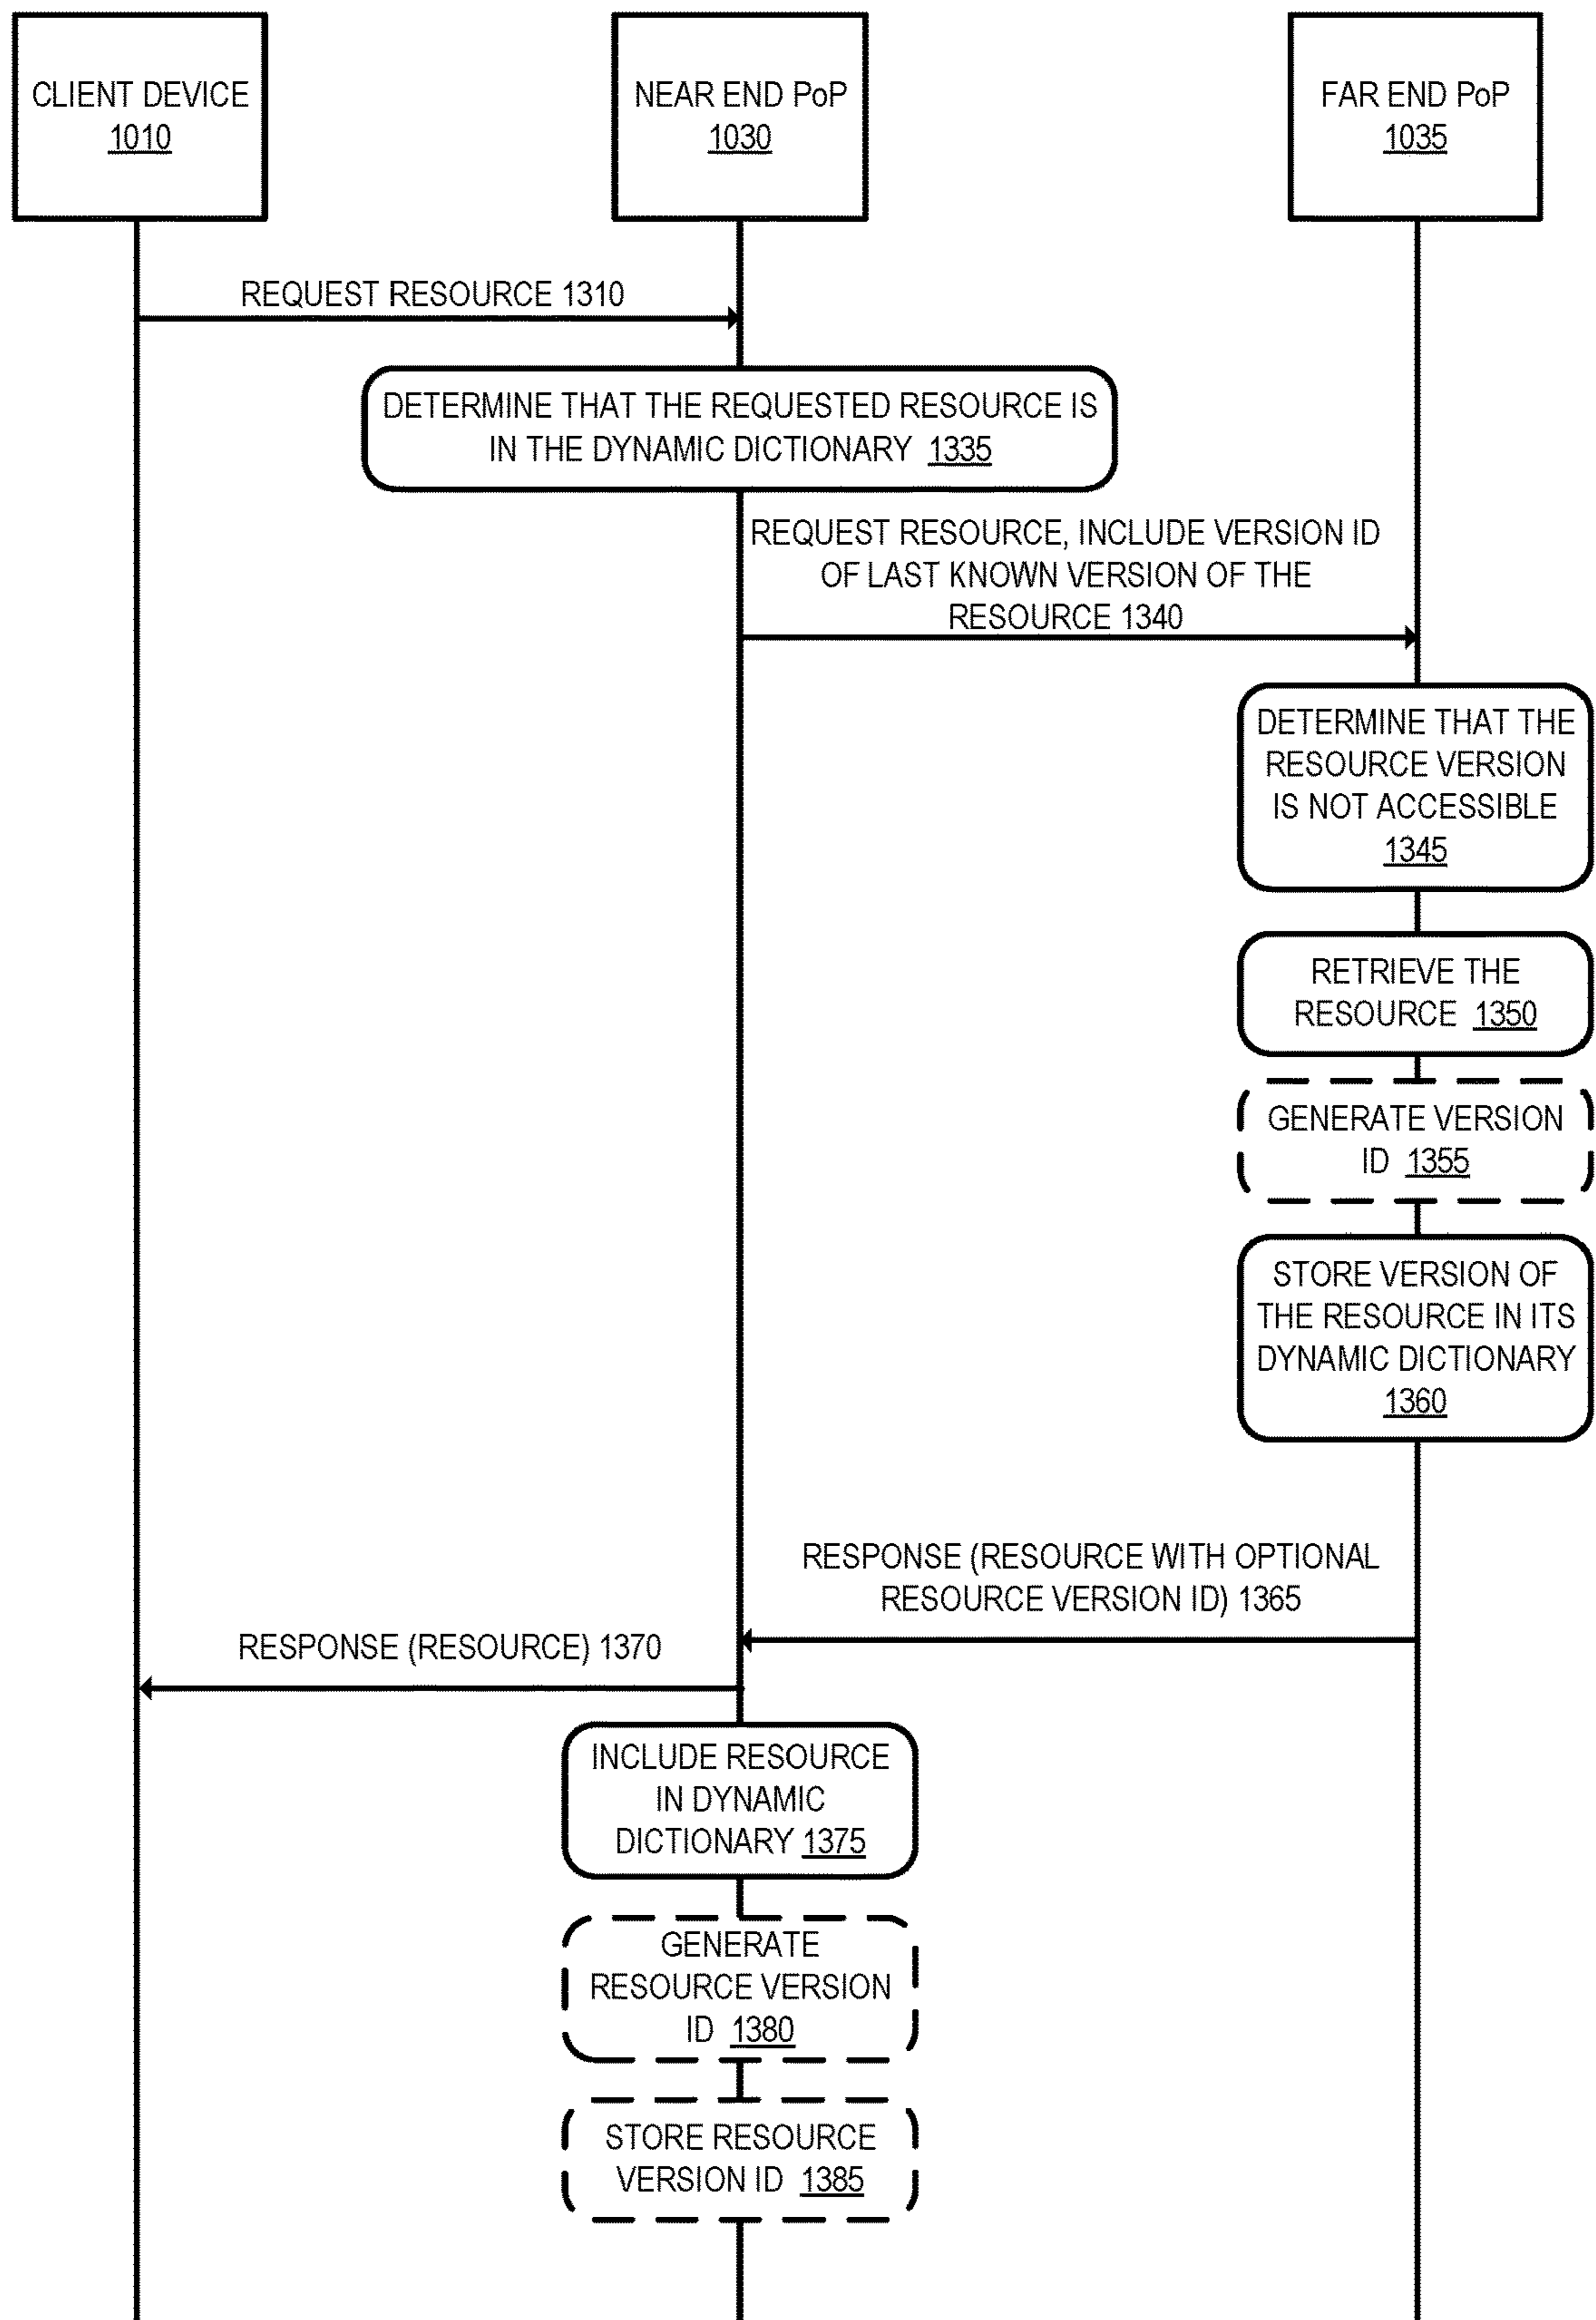 CLIENT DEVICE
1010
NEAR END PoP
1030
FAR END PoP
1035
REQUEST RESOURCE 1310
DETERMINE THAT THE REQUESTED RESOURCE IS
IN THE DYNAMIC DICTIONARY 1335
REQUEST RESOURCE, INCLUDE VERSION ID
OF LAST KNOWN VERSION OF THE
RESOURCE 1340
DETERMINE THAT THE
RESOURCE VERSION
IS NOT ACCESSIBLE
1345
RETRIEVE THE
RESOURCE 1350
GENERATE VERSION
ID 1355
STORE VERSION OF
THE RESOURCE IN ITS
DYNAMIC DICTIONARY
1360
RESPONSE (RESOURCE WITH OPTIONAL
RESOURCE VERSION ID) 1365
RESPONSE (RESOURCE) 1370
INCLUDE RESOURCE
IN DYNAMIC
DICTIONARY 1375
GENERATE
RESOURCE VERSION
ID 1380
STORE RESOURCE
VERSION ID 1385